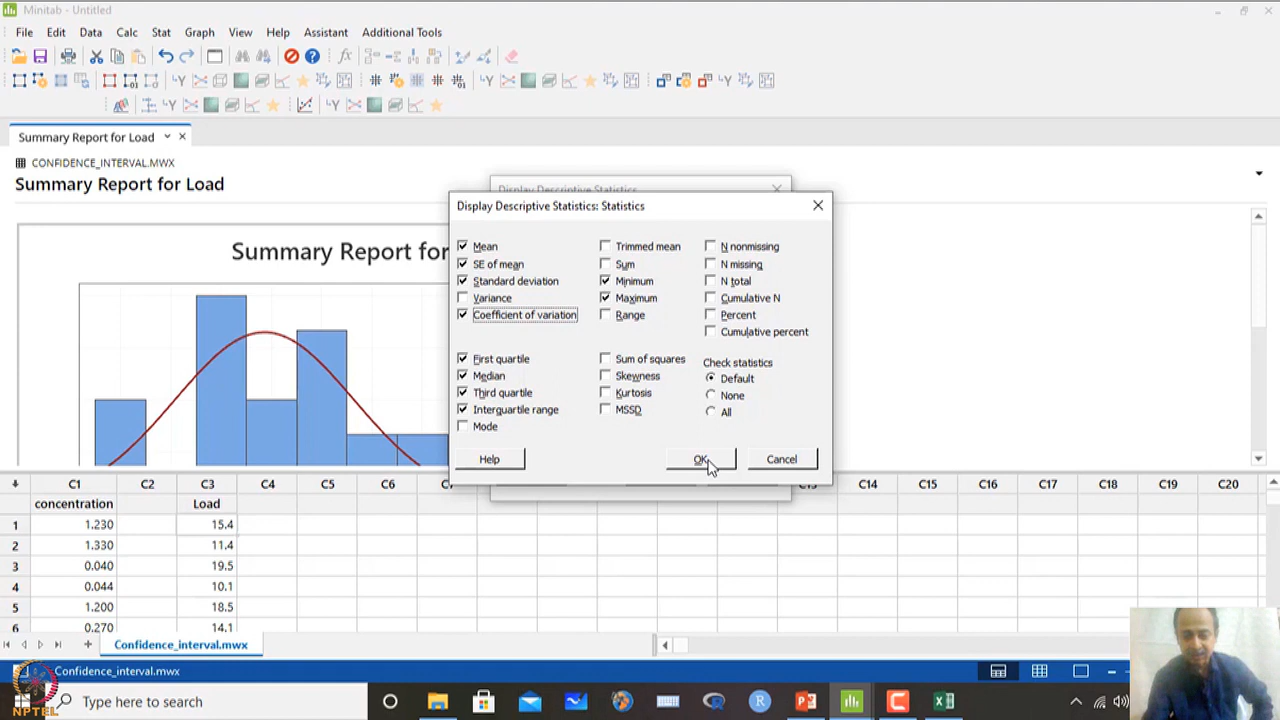 Minitab - Untitled
File Edit Data Calc Stat Graph View Help Assistant Additional Tools
Summary Report for Load
CONFIDENCE_INTERVAL.MWX
Summary Report for Load
Summary Report fo
Display Descriptive Statistics
Display Descriptive Statistics: Statistics
Mean Trimmed mean N nonmissing
SE of mean Sum N missing
Standard deviation Minimum N total
Variance Maximum Cumulative N
Coefficient of variation Range Percent
Cumulative percent
First quartile Sum of squares Check statistics
Median Skewness Default
Third quartile Kurtosis None
Interquartile range MSSD All
Mode
Help OK Cancel
C1 C2 C3 C4 C5 C6 C13 C14 C15 C16 C17 C18 C19 C20
concentration Load
1 1.230 15.4
2 1.330 11.4
3 0.040 19.5
4 0.044 10.1
5 1.200 18.5
6 0.270 14.1
Confidence_interval.mwx
Confidence_interval.mwx
Type here to search
NPTEL